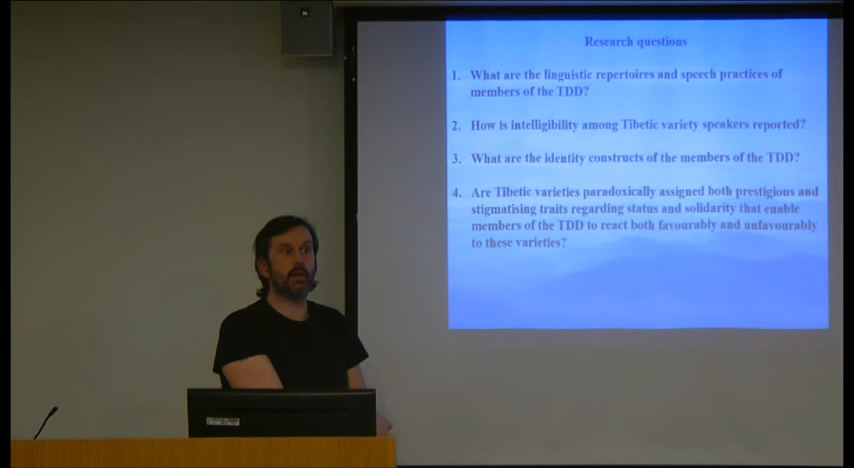 Research questions
1. What are the linguistic repertoires and speech practices of
members of the TDD?
2. How is intelligibility among Tibetic variety speakers reported?
3. What are the identity constructs of the members of the TDD?
4. Are Tibetic varieties paradoxically assigned both prestigious and
stigmatising traits regarding status and solidarity that enable
members of the TDD to react both favourably and unfavourably
to these varieties?